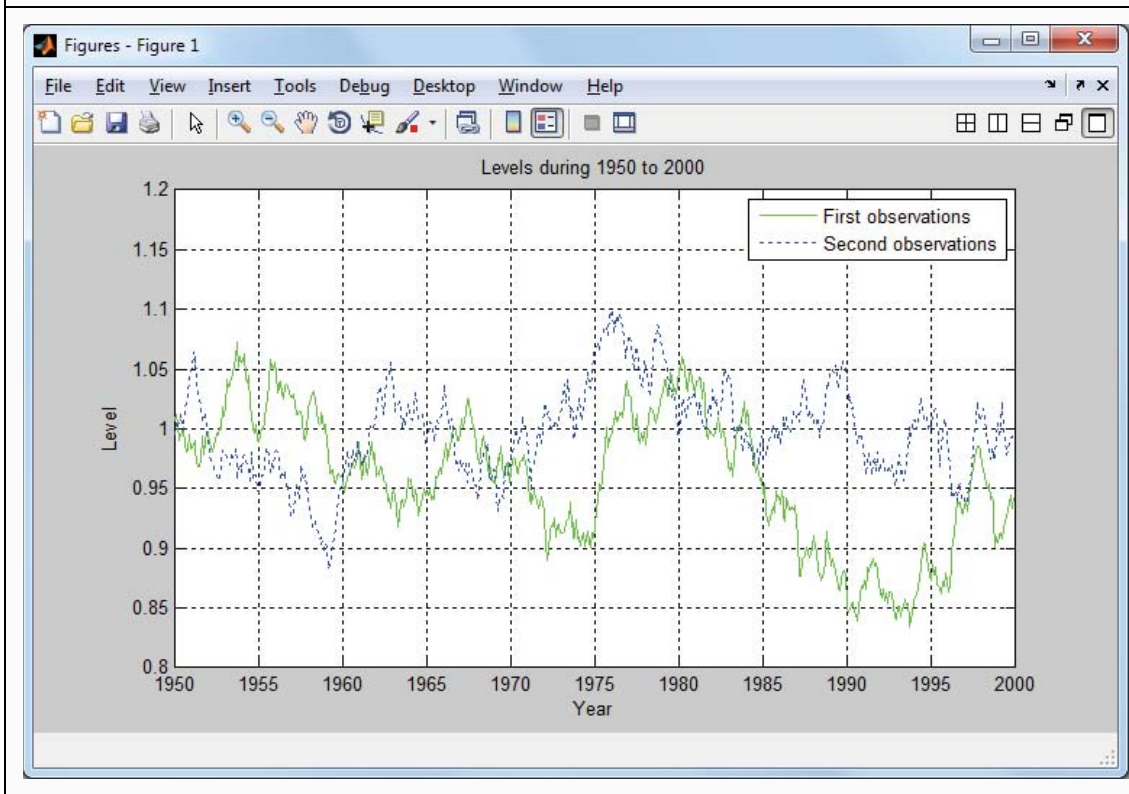 Figures - Figure 1
File Edit View Insert Tools Debug Desktop Window Help
Levels during 1950 to 2000
1.2
1.15
1.1
1.05
1
0.95
0.9
0.85
0.8
Level
First observations
Second observations
1950 1955 1960 1965 1970 1975 1980 1985 1990 1995 2000
Year